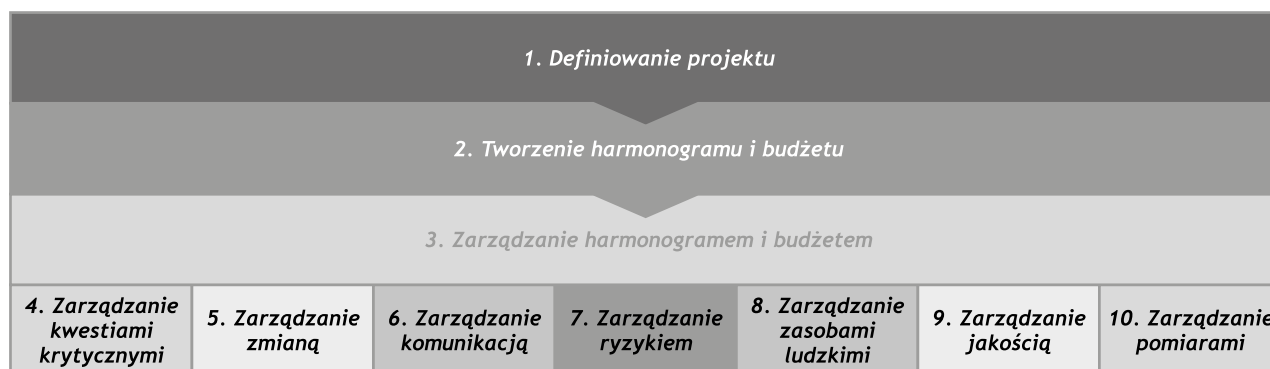 1. Definiowanie projektu
2. Tworzenie harmonogramu i budżetu
3. Zarządzanie harmonogramem i budżetem
4. Zarządzanie
kwestiami
krytycznymi
5. Zarządzanie
zmianą
6. Zarządzanie
komunikacją
7. Zarządzanie
ryzykiem
8. Zarządzanie
zasobami
ludzkimi
9. Zarządzanie
jakością
10. Zarządzanie
pomiarami